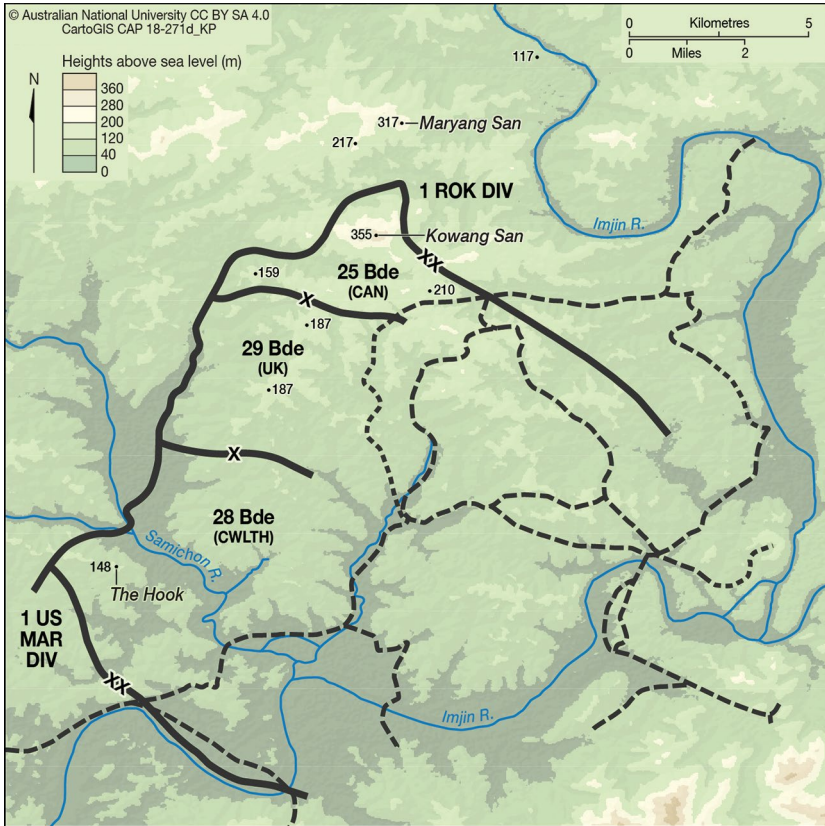 © Australian National University CC BY SA 4.0
CartoGIS CAP 18-271d_KP
0 Kilometres 5
0 Miles 2
Heights above sea level (m)
N
360
280
200
120
40
0
117
317 Maryang San
217
1 ROK DIV
Imjin R.
355 Kowang San
XX
159
25 Bde
(CAN)
210
X
187
29 Bde
(UK)
187
X
28 Bde
(CWLTH)
Samichon R.
148
The Hook
1 US
MAR
DIV
XX
Imjin R.